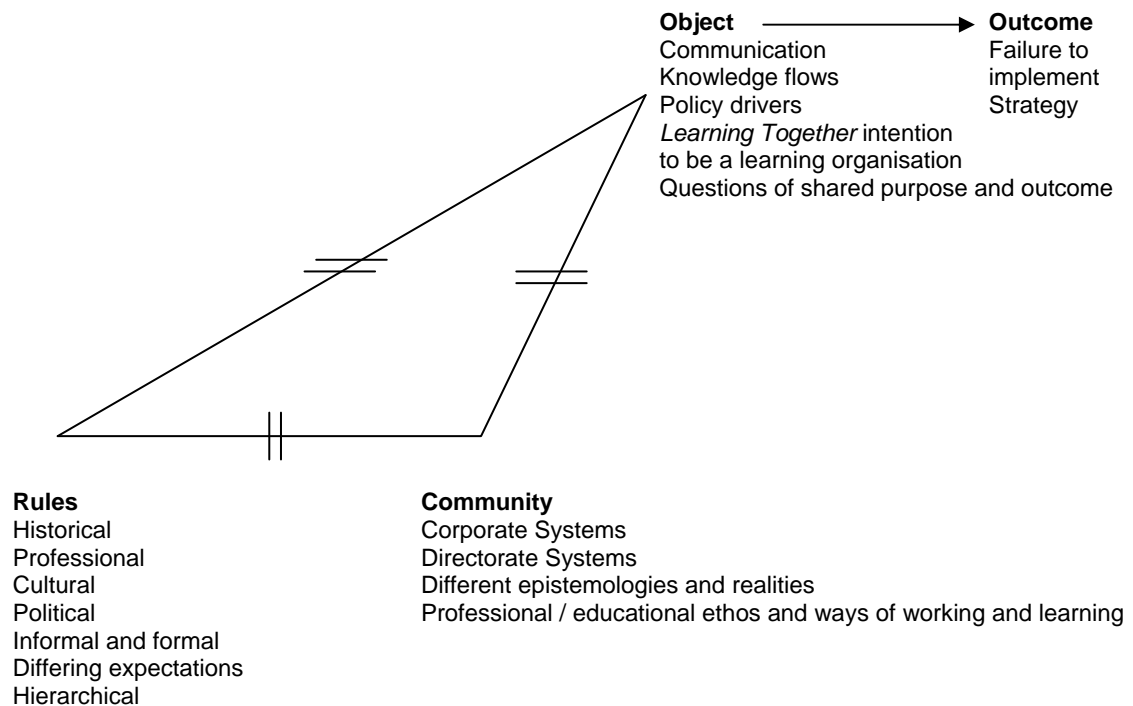 Object
Communication
Knowledge flows
Policy drivers
Learning Together intention
to be a learning organisation
Questions of shared purpose and outcome
Outcome
Failure to
implement
Strategy
Rules
Historical
Professional
Cultural
Political
Informal and formal
Differing expectations
Hierarchical
Community
Corporate Systems
Directorate Systems
Different epistemologies and realities
Professional / educational ethos and ways of working and learning